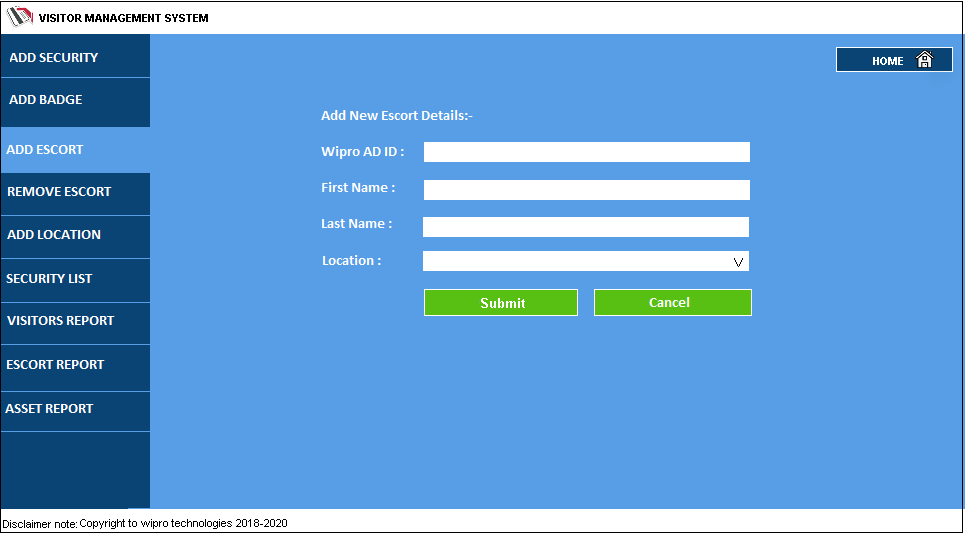 VISITOR MANAGEMENT SYSTEM
ADD SECURITY
ADD BADGE
ADD ESCORT
REMOVE ESCORT
ADD LOCATION
SECURITY LIST
VISITORS REPORT
ESCORT REPORT
ASSET REPORT
HOME
Add New Escort Details:-
Wipro AD ID :
First Name :
Last Name :
Location :
V
Submit Cancel
Disclaimer note: Copyright to wipro technologies 2018-2020